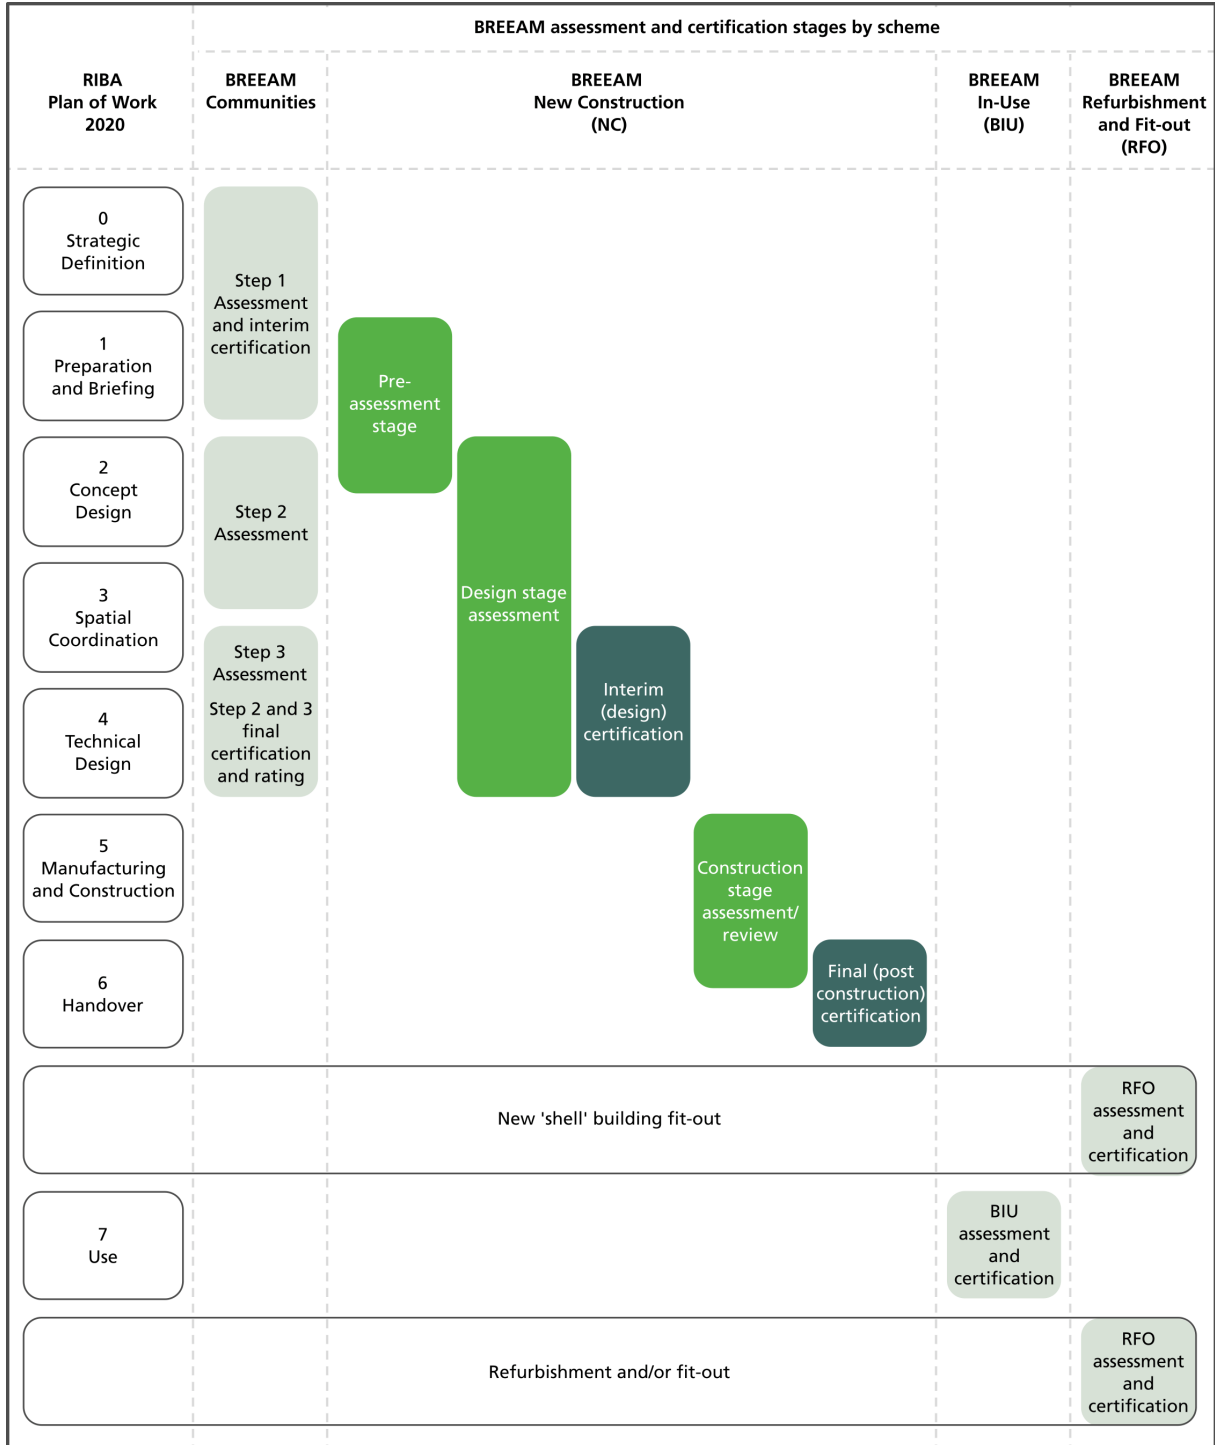 BREEAM assessment and certification stages by scheme
RIBA
Plan of Work
2020
BREEAM
Communities
BREEAM
New Construction
(NC)
BREEAM
In-Use
(BIU)
BREEAM
Refurbishment
and Fit-out
(RFO)
0
Strategic
Definition
Step 1
Assessment
and interim
certification
1
Preparation
and Briefing
Pre-
assessment
stage
2
Concept
Design
Step 2
Assessment
Design stage
assessment
3
Spatial
Coordination
Step 3
Assessment
Step 2 and 3
final
certification
and rating
Interim
(design)
certification
4
Technical
Design
5
Manufacturing
and Construction
Construction
stage
assessment/
review
6
Handover
Final (post
construction)
certification
New 'shell' building fit-out
RFO
assessment
and
certification
7
Use
BIU
assessment
and
certification
Refurbishment and/or fit-out
RFO
assessment
and
certification